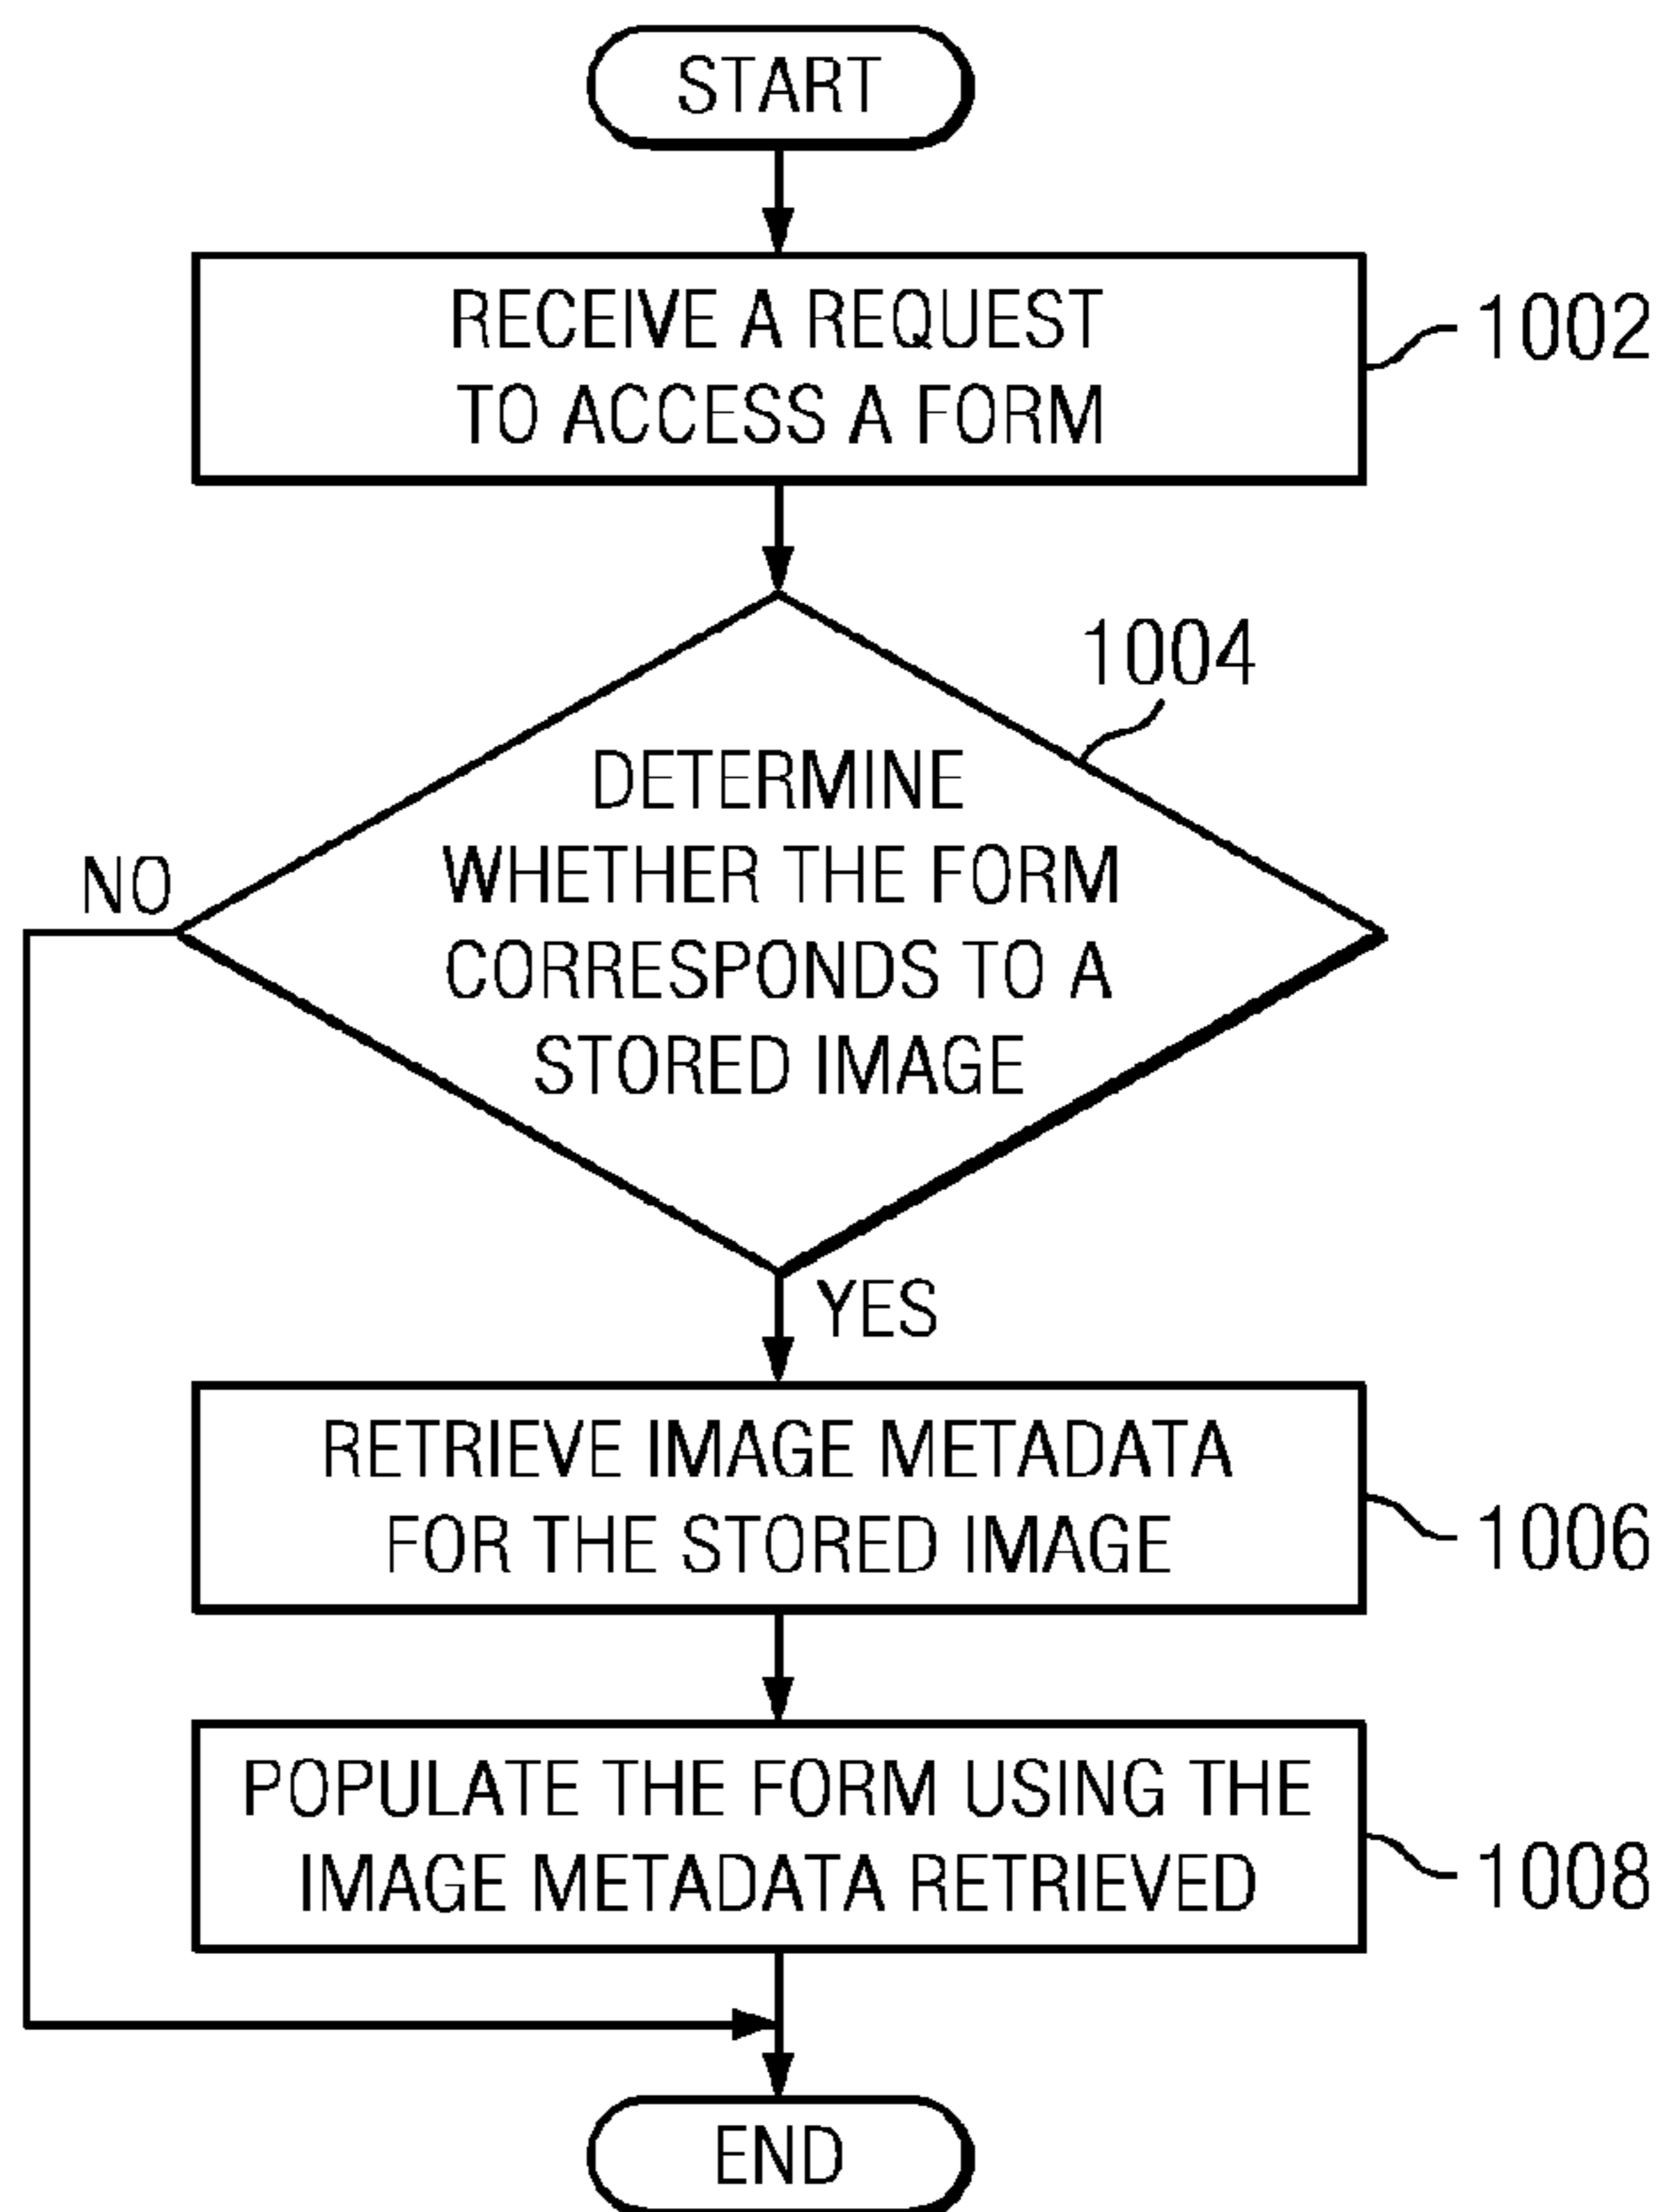 START
RECEIVE A REQUEST
TO ACCESS A FORM
1002
1004
DETERMINE
WHETHER THE FORM
CORRESPONDS TO A
STORED IMAGE
NO
YES
RETRIEVE IMAGE METADATA
FOR THE STORED IMAGE
1006
POPULATE THE FORM USING THE
IMAGE METADATA RETRIEVED
1008
END